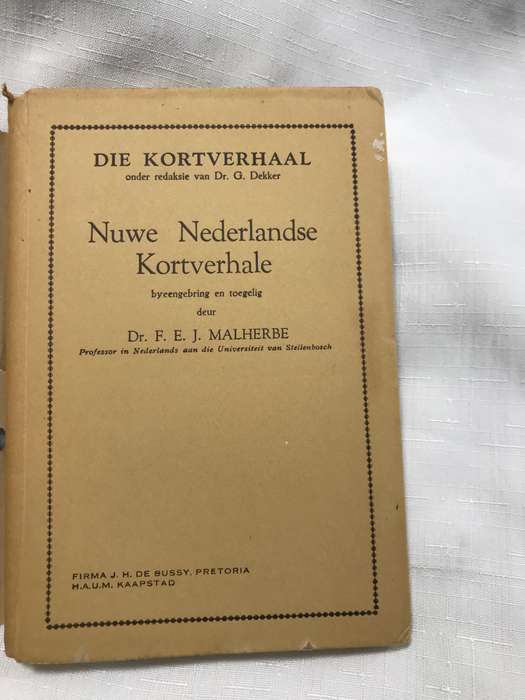 DIE KORTVERHAAL
onder redaksie van Dr. G. Dekker
Nuwe Nederlandse
Kortverhale
byeengebring en toegelig
deur
Dr. F. E. J. MALHERBE
Professor in Nederlands aan die Universiteit van Stellenbosch
FIRMA J. H. DE BUSSY, PRETORIA
H.A.U.M. KAAPSTAD